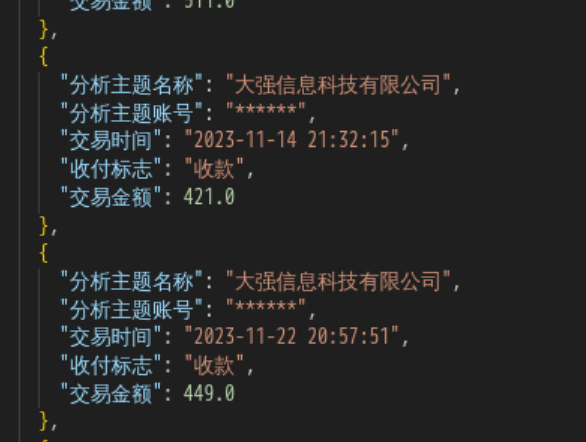 "交易金额": 511.0
},
{
"分析主题名称": "大强信息科技有限公司",
"分析主题账号": "******",
"交易时间": "2023-11-14 21:32:15",
"收付标志": "收款",
"交易金额": 421.0
},
{
"分析主题名称": "大强信息科技有限公司",
"分析主题账号": "******",
"交易时间": "2023-11-22 20:57:51",
"收付标志": "收款",
"交易金额": 449.0
},